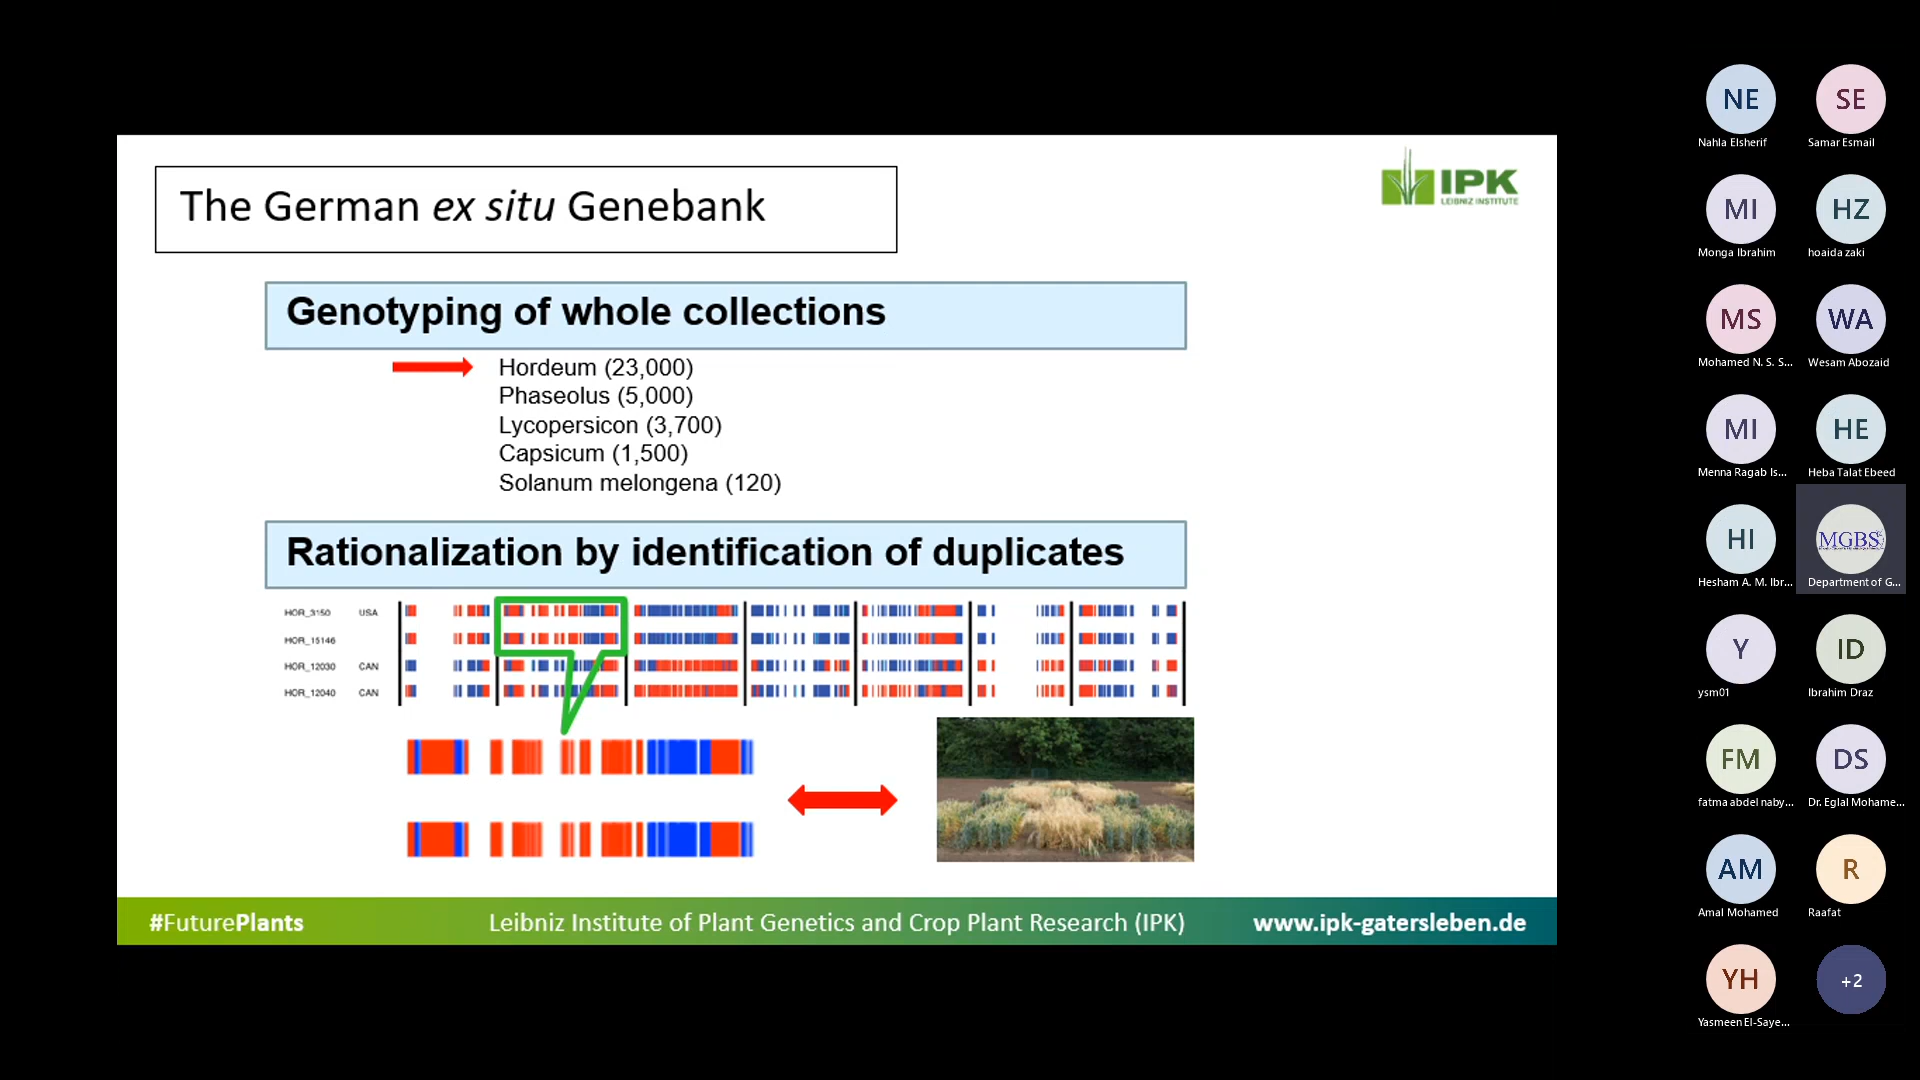 The German ex situ Genebank
IPK
LEIBNIZ INSTITUTE
Genotyping of whole collections
Hordeum (23,000)
Phaseolus (5,000)
Lycopersicon (3,700)
Capsicum (1,500)
Solanum melongena (120)
Rationalization by identification of duplicates
HOR_3150 USA
HOR_15146
HOR_12030 CAN
HOR_12040 CAN
#FuturePlants
Leibniz Institute of Plant Genetics and Crop Plant Research (IPK)
www.ipk-gatersleben.de
NE
Nahla Elsherif
SE
Samar Esmail
MI
Monga Ibrahim
HZ
hoaida zaki
MS
Mohamed N. S. S...
WA
Wesam Abozaid
MI
Menna Ragab Is...
HE
Heba Talat Ebeed
HI
Hesham A. M. Ibr...
MGBS
Department of G...
Y
ysm01
ID
Ibrahim Draz
FM
fatma abdel naby...
DS
Dr. Eglal Mohame...
AM
Amal Mohamed
R
Raafat
YH
Yasmeen El-Saye...
+2